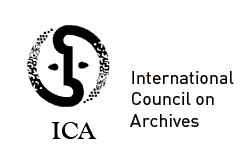 International
Council on
Archives
ICA